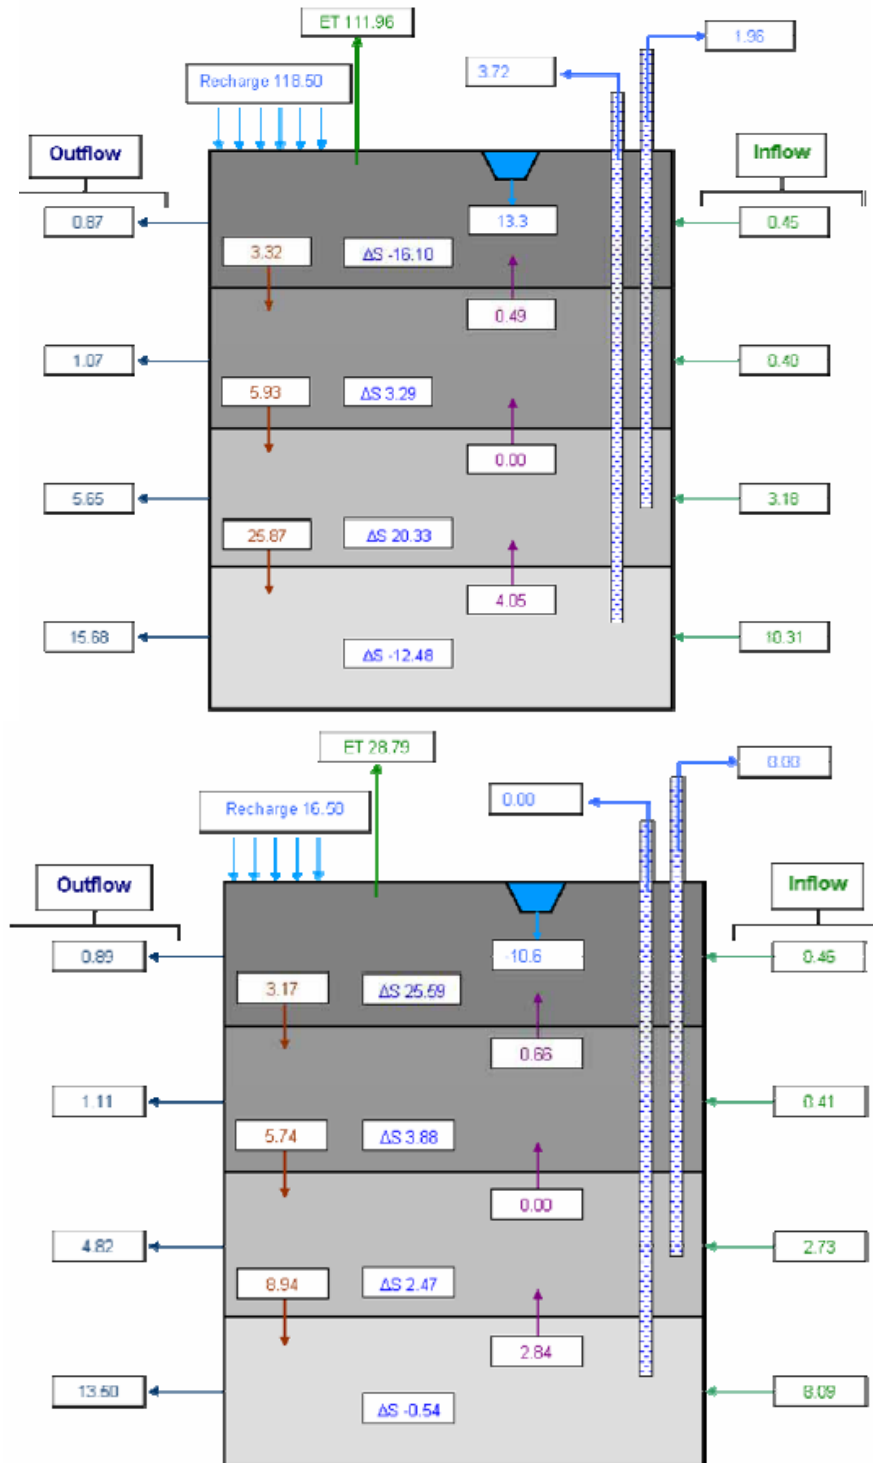 ET 111.96
1.96
3.72
Recharge 118.50
Outflow
Inflow
0.87
13.3
0.45
3.32
ΔS -16.10
0.49
1.07
0.40
5.93
ΔS 3.29
0.00
5.65
3.18
25.87
ΔS 20.33
4.05
15.68
10.31
ΔS -12.48
ET 28.79
0.00
0.00
Recharge 16.50
Outflow
Inflow
0.89
-10.6
0.46
3.17
ΔS 25.59
0.66
1.11
0.41
5.74
ΔS 3.88
0.00
4.82
2.73
8.94
ΔS 2.47
2.84
13.50
8.09
ΔS -0.54